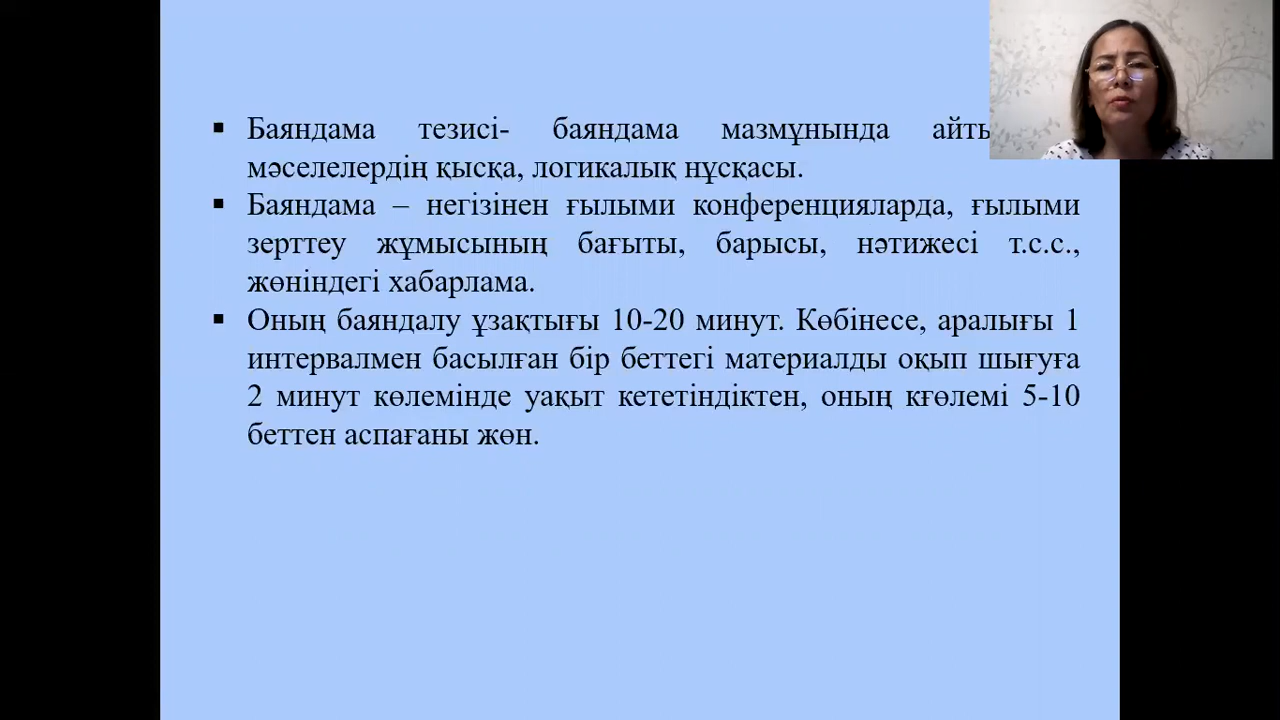 ▪ Баяндама тезисі- баяндама мазмұнында
мәселелердің қысқа, логикалық нұсқасы.
▪ Баяндама – негізінен ғылыми конференцияларда, ғылыми
зерттеу жұмысының бағыты, барысы, нәтижесі т.с.с.,
жөніндегі хабарлама.
▪ Оның баяндалу ұзақтығы 10-20 минут. Көбінесе, аралығы 1
интервалмен басылған бір беттегі материалды оқып шығуға
2 минут көлемінде уақыт кететіндіктен, оның кғөлемі 5-10
беттен аспағаны жөн.